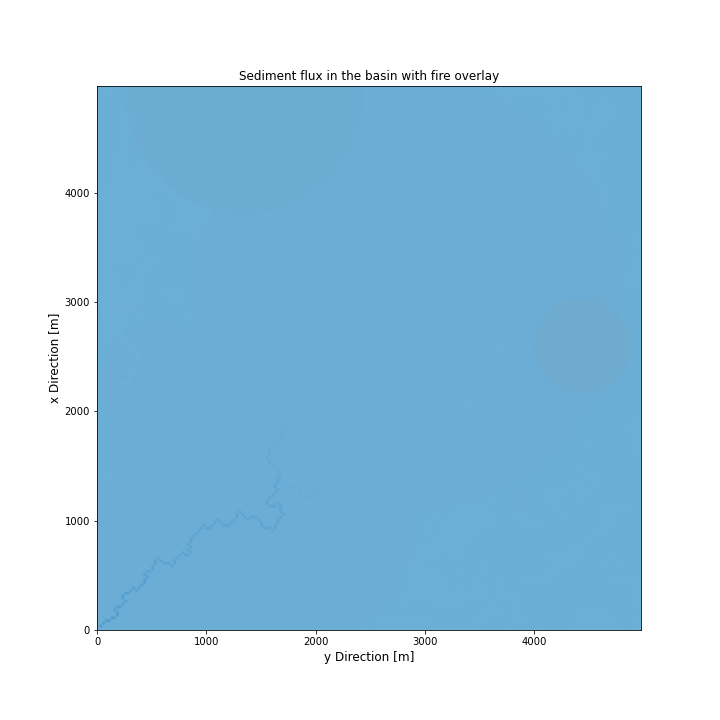 Sediment flux in the basin with fire overlay
4000
3000
2000
1000
0
x Direction [m]
0 1000 2000 3000 4000
y Direction [m]